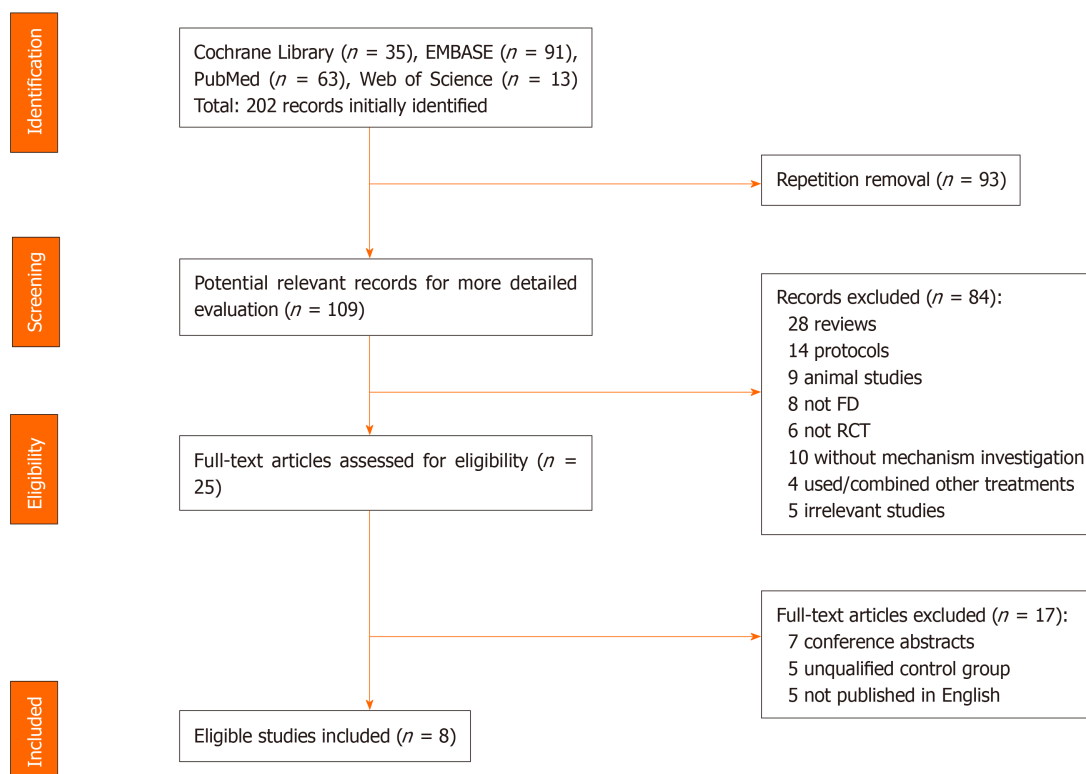 Identification
Cochrane Library (n = 35), EMBASE (n = 91),
PubMed (n = 63), Web of Science (n = 13)
Total: 202 records initially identified
Repetition removal (n = 93)
Screening
Potential relevant records for more detailed
evaluation (n = 109)
Records excluded (n = 84):
28 reviews
14 protocols
9 animal studies
8 not FD
6 not RCT
10 without mechanism investigation
4 used/combined other treatments
5 irrelevant studies
Eligibility
Full-text articles assessed for eligibility (n =
25)
Full-text articles excluded (n = 17):
7 conference abstracts
5 unqualified control group
5 not published in English
Included
Eligible studies included (n = 8)